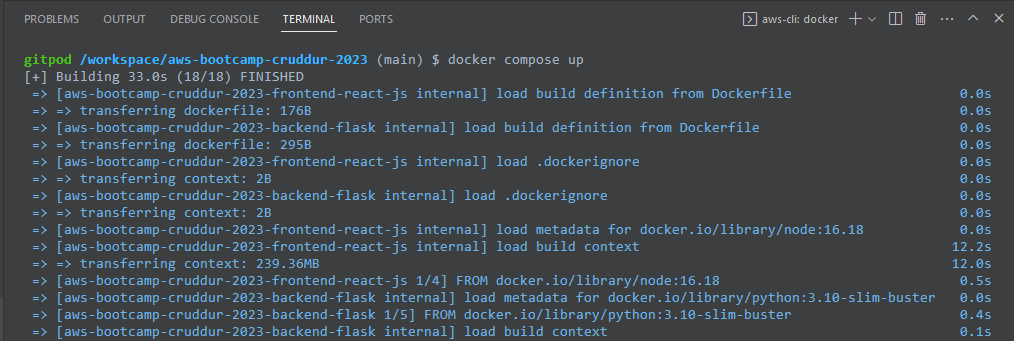 PROBLEMS OUTPUT DEBUG CONSOLE TERMINAL PORTS aws-cli: docker
gitpod /workspace/aws-bootcamp-cruddur-2023 (main) $ docker compose up
[+] Building 33.0s (18/18) FINISHED
=> [aws-bootcamp-cruddur-2023-frontend-react-js internal] load build definition from Dockerfile 0.0s
=> => transferring dockerfile: 176B 0.0s
=> [aws-bootcamp-cruddur-2023-backend-flask internal] load build definition from Dockerfile 0.0s
=> => transferring dockerfile: 295B 0.0s
=> [aws-bootcamp-cruddur-2023-frontend-react-js internal] load .dockerignore 0.0s
=> => transferring context: 2B 0.0s
=> [aws-bootcamp-cruddur-2023-backend-flask internal] load .dockerignore 0.0s
=> => transferring context: 2B 0.0s
=> [aws-bootcamp-cruddur-2023-frontend-react-js internal] load metadata for docker.io/library/node:16.18 0.0s
=> [aws-bootcamp-cruddur-2023-frontend-react-js internal] load build context 12.2s
=> => transferring context: 239.36MB 12.0s
=> [aws-bootcamp-cruddur-2023-frontend-react-js 1/4] FROM docker.io/library/node:16.18 0.5s
=> [aws-bootcamp-cruddur-2023-backend-flask internal] load metadata for docker.io/library/python:3.10-slim-buster 0.0s
=> [aws-bootcamp-cruddur-2023-backend-flask 1/5] FROM docker.io/library/python:3.10-slim-buster 0.4s
=> [aws-bootcamp-cruddur-2023-backend-flask internal] load build context 0.1s